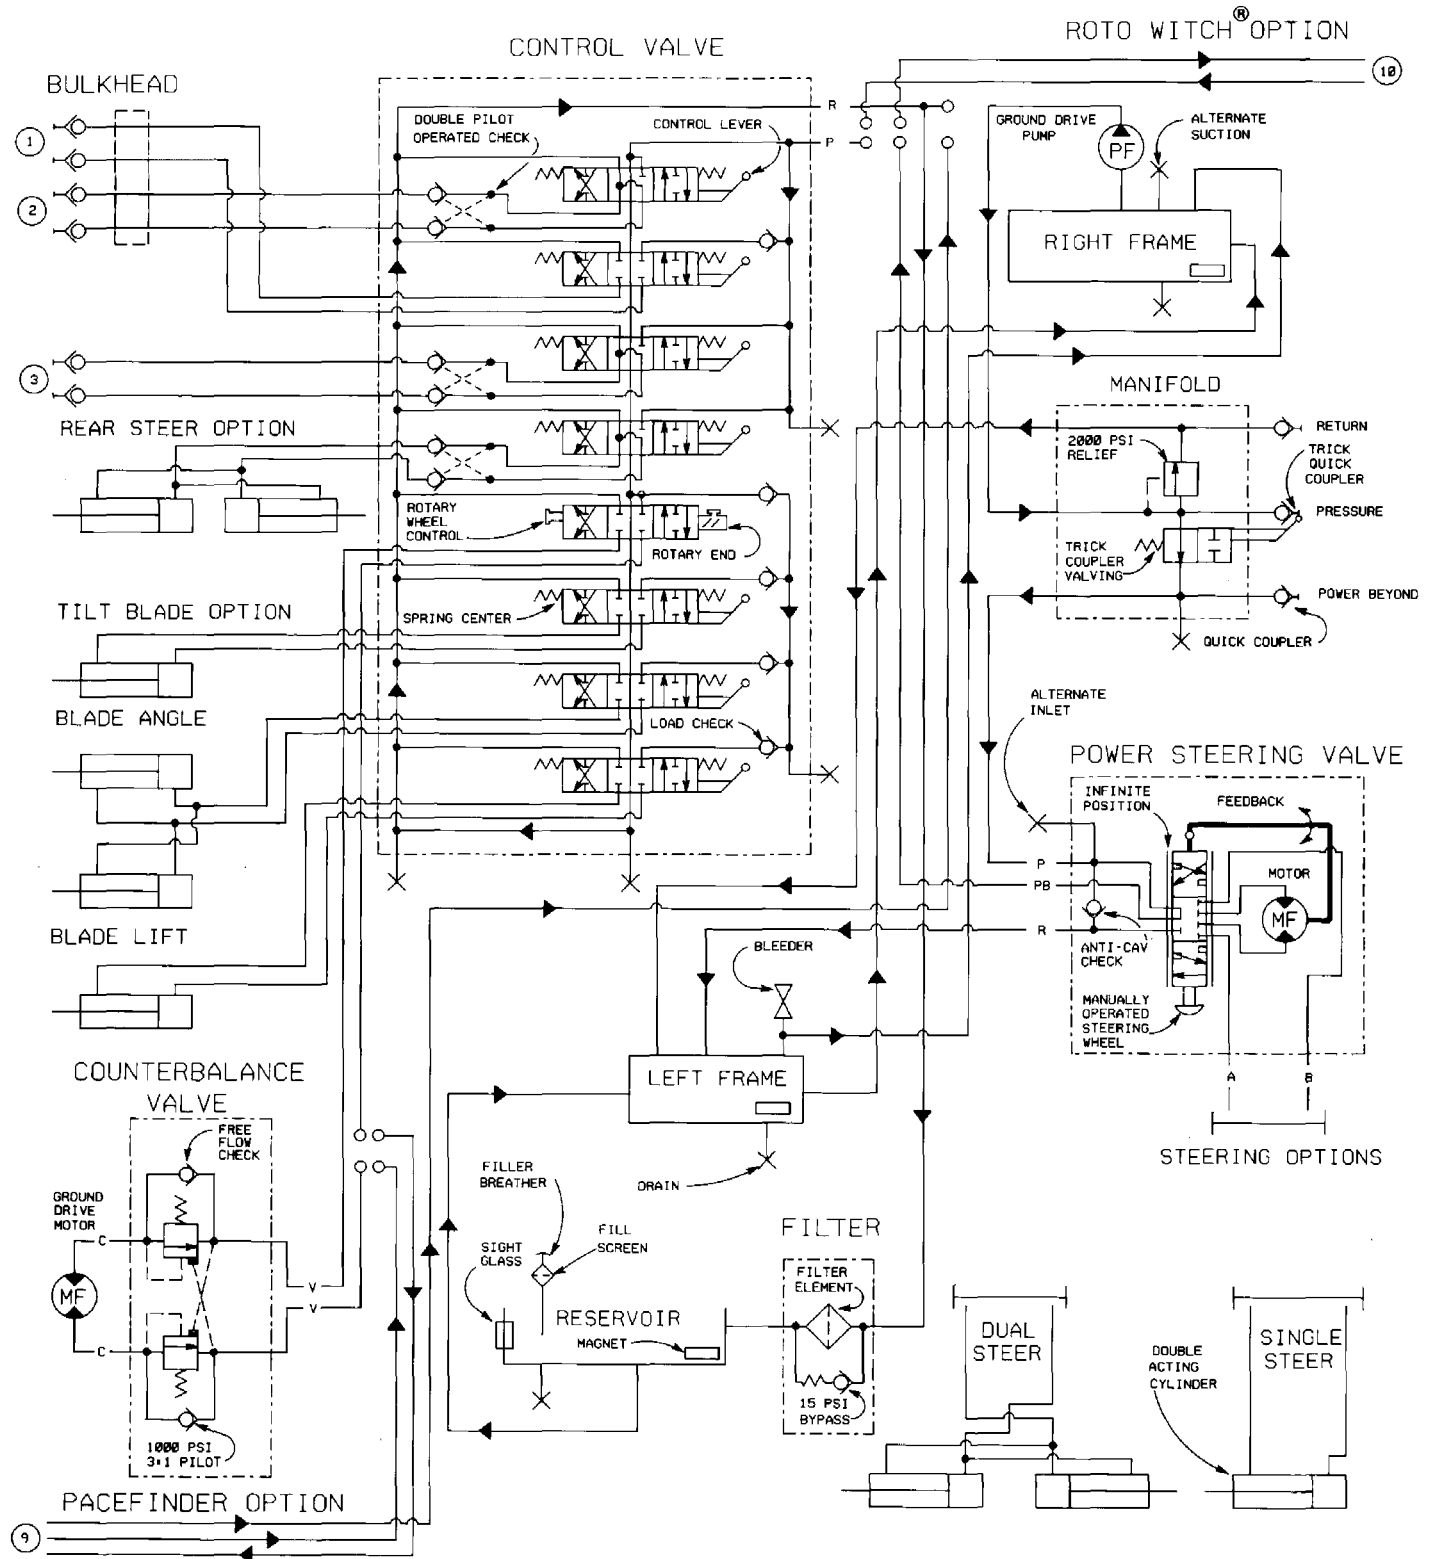 ROTO WITCH® OPTION
CONTROL VALVE
10
BULKHEAD
R
DOUBLE PILOT
OPERATED CHECK
CONTROL LEVER
GROUND DRIVE
PUMP
ALTERNATE
SUCTION
1
P
PF
2
RIGHT FRAME
3
MANIFOLD
REAR STEER OPTION
2000 PSI
RELIEF
RETURN
TRICK
QUICK
COUPLER
ROTARY
WHEEL
CONTROL
PRESSURE
ROTARY END
TRICK
COUPLER
VALVING
TILT BLADE OPTION
SPRING CENTER
POWER BEYOND
QUICK COUPLER
BLADE ANGLE
LOAD CHECK
ALTERNATE
INLET
POWER STEERING VALVE
INFINITE
POSITION
FEEDBACK
P
MOTOR
PB
MF
BLADE LIFT
R
BLEEDER
ANTI-CAV
CHECK
MANUALLY
OPERATED
STEERING
WHEEL
COUNTERBALANCE
VALVE
LEFT FRAME
A
B
FREE
FLOW
CHECK
STEERING OPTIONS
FILLER
BREATHER
DRAIN
GROUND
DRIVE
MOTOR
FILL
SCREEN
FILTER
C
SIGHT
GLASS
FILTER
ELEMENT
V
MF
V
RESERVOIR
MAGNET
DUAL
STEER
SINGLE
STEER
C
DOUBLE
ACTING
CYLINDER
15 PSI
BYPASS
1000 PSI
3:1 PILOT
PACEFINDER OPTION
9